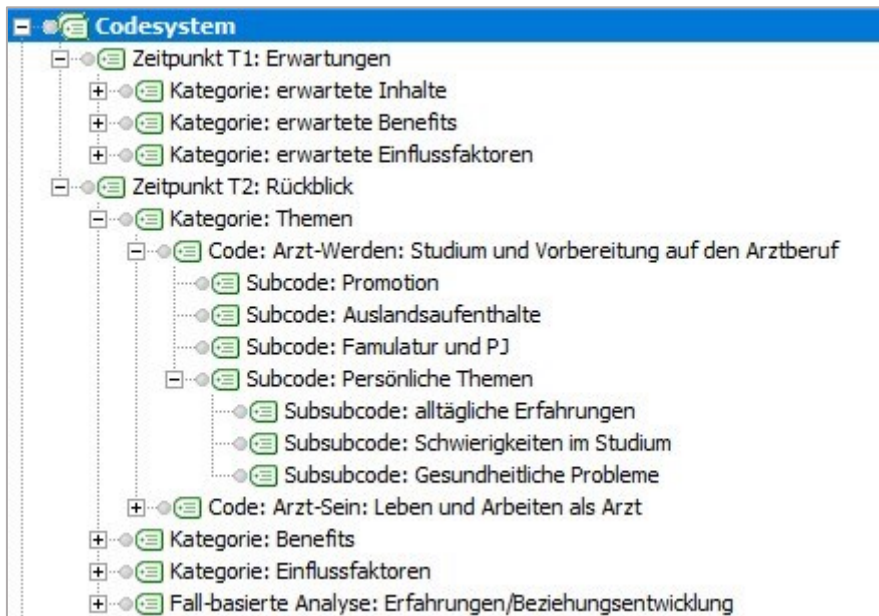 Codesystem
Zeitpunkt T1: Erwartungen
Kategorie: erwartete Inhalte
Kategorie: erwartete Benefits
Kategorie: erwartete Einflussfaktoren
Zeitpunkt T2: Rückblick
Kategorie: Themen
Code: Arzt-Werden: Studium und Vorbereitung auf den Arztberuf
Subcode: Promotion
Subcode: Auslandsaufenthalte
Subcode: Famulatur und PJ
Subcode: Persönliche Themen
Subsubcode: alltägliche Erfahrungen
Subsubcode: Schwierigkeiten im Studium
Subsubcode: Gesundheitliche Probleme
Code: Arzt-Sein: Leben und Arbeiten als Arzt
Kategorie: Benefits
Kategorie: Einflussfaktoren
Fall-basierte Analyse: Erfahrungen/Beziehungsentwicklung